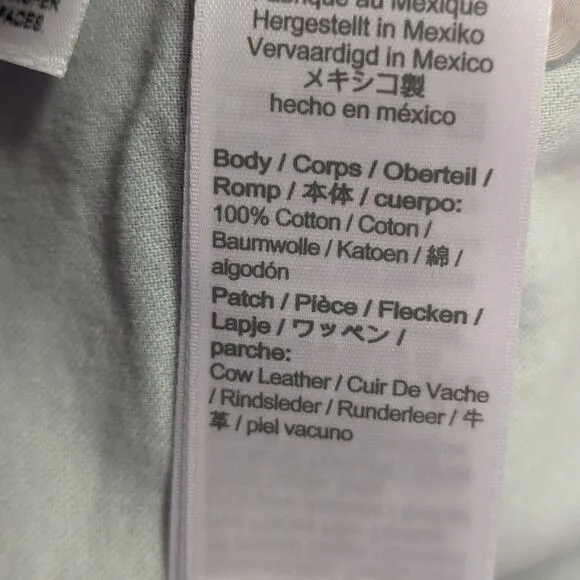 Mexique
Hergestellt in Mexiko
Vervaardigd in Mexico
メキシコ製
hecho en méxico
Body / Corps / Oberteil /
Romp / 本体 / cuerpo:
100% Cotton / Coton /
Baumwolle / Katoen / 綿 /
algodón
Patch / Pièce / Flecken /
Lapje / ワッペン /
parche:
Cow Leather / Cuir De Vache
/ Rindsleder / Runderleer / 牛
革 / piel vacuno